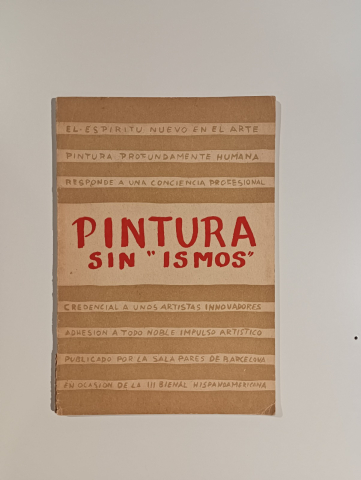 EL ESPIRITU NUEVO EN EL ARTE
PINTURA PROFUNDAMENTE HUMANA
RESPONDE A UNA CONCIENCIA PROFESIONAL
PINTURA
SIN "ISMOS"
CREDENCIAL A UNOS ARTISTAS INNOVADORES
ADHESION A TODO NOBLE IMPULSO ARTISTICO
PUBLICADO POR LA SALA PARES DE BARCELONA
EN OCASION DE LA III BIENAL HISPANOAMERICANA